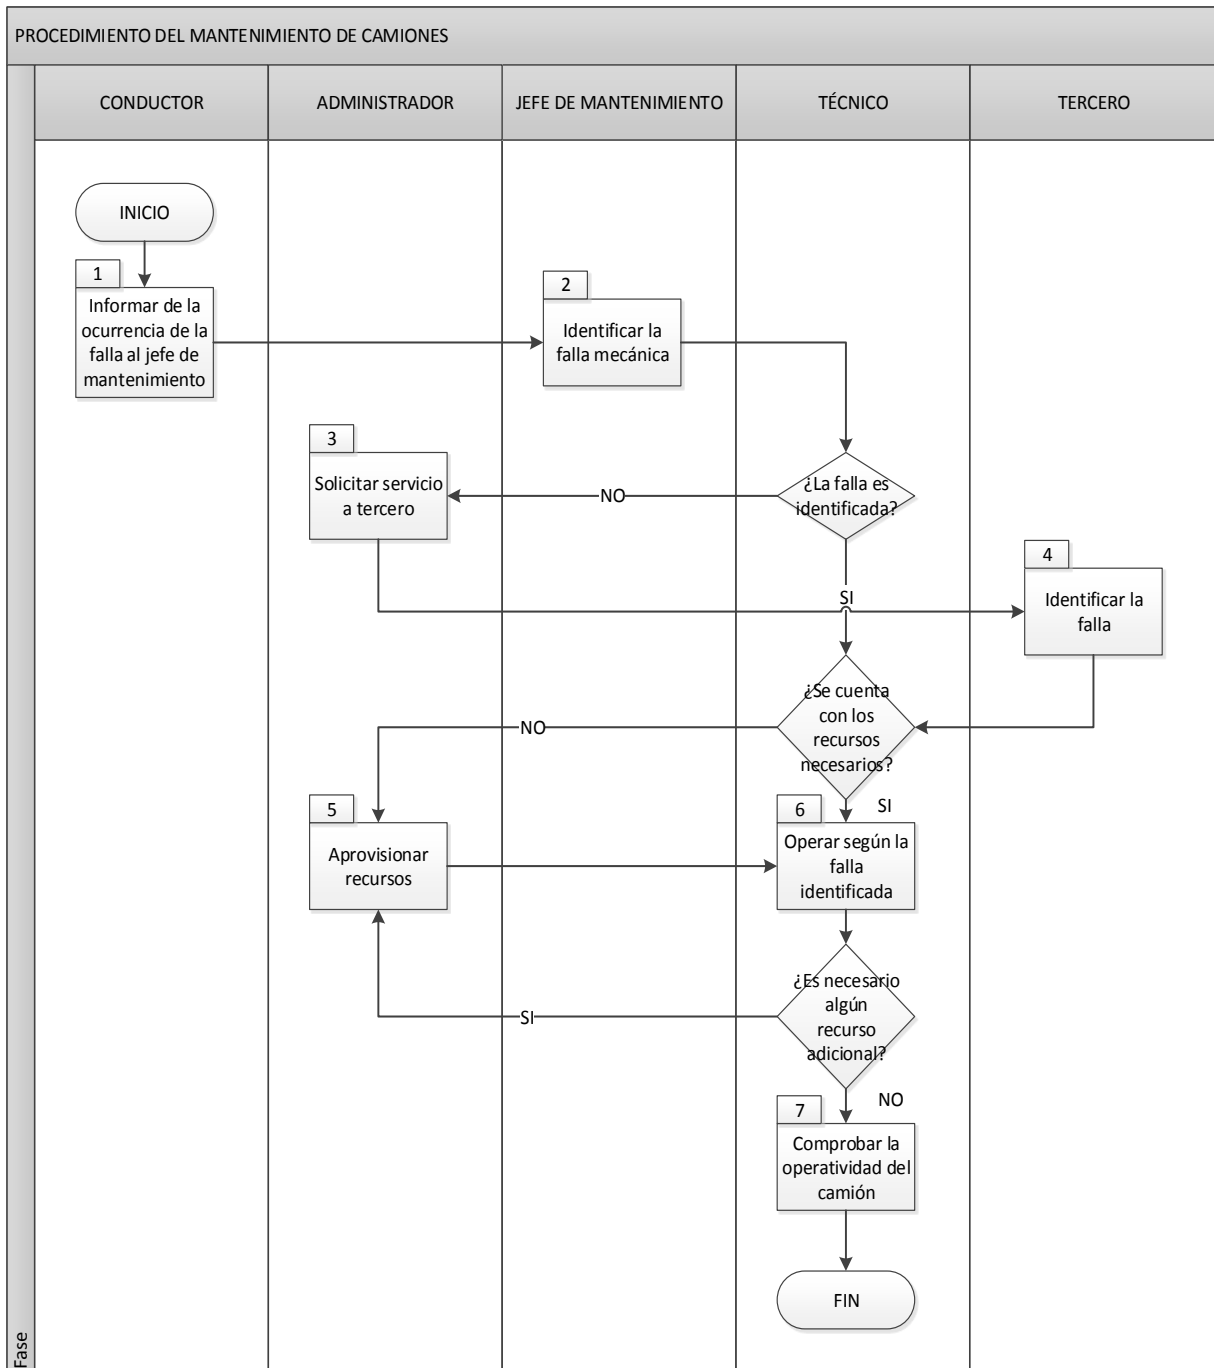 PROCEDIMIENTO DEL MANTENIMIENTO DE CAMIONES
CONDUCTOR
ADMINISTRADOR
JEFE DE MANTENIMIENTO
TÉCNICO
TERCERO
INICIO
1
Informar de la
ocurrencia de la
falla al jefe de
mantenimiento
2
Identificar la
falla mecánica
3
Solicitar servicio
a tercero
NO
¿La falla es
identificada?
SI
4
Identificar la
falla
¿Se cuenta
con los
recursos
necesarios?
NO
SI
5
Aprovisionar
recursos
6
Operar según la
falla
identificada
¿Es necesario
algún
recurso
adicional?
SI
NO
7
Comprobar la
operatividad del
camión
FIN
Fase